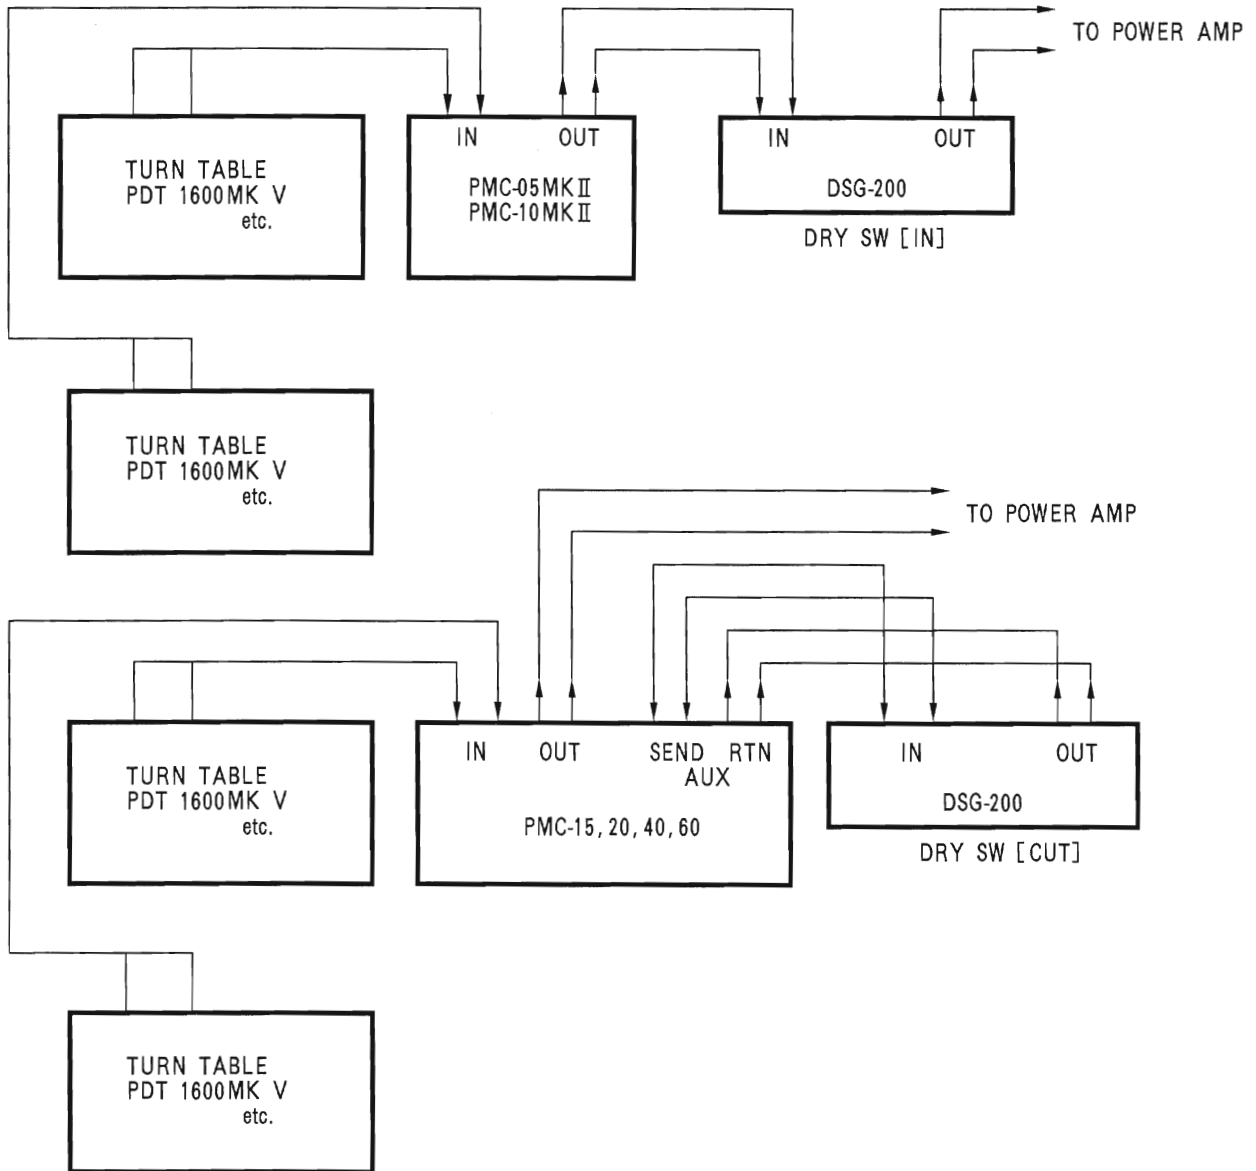 TO POWER AMP
IN OUT
IN OUT
TURN TABLE
PDT 1600MK V
etc.
PMC-05MKⅡ
PMC-10MKⅡ
DSG-200
DRY SW [IN]
TURN TABLE
PDT 1600MK V
etc.
TO POWER AMP
IN OUT SEND RTN
AUX
IN OUT
TURN TABLE
PDT 1600MK V
etc.
PMC-15, 20, 40, 60
DSG-200
DRY SW [CUT]
TURN TABLE
PDT 1600MK V
etc.